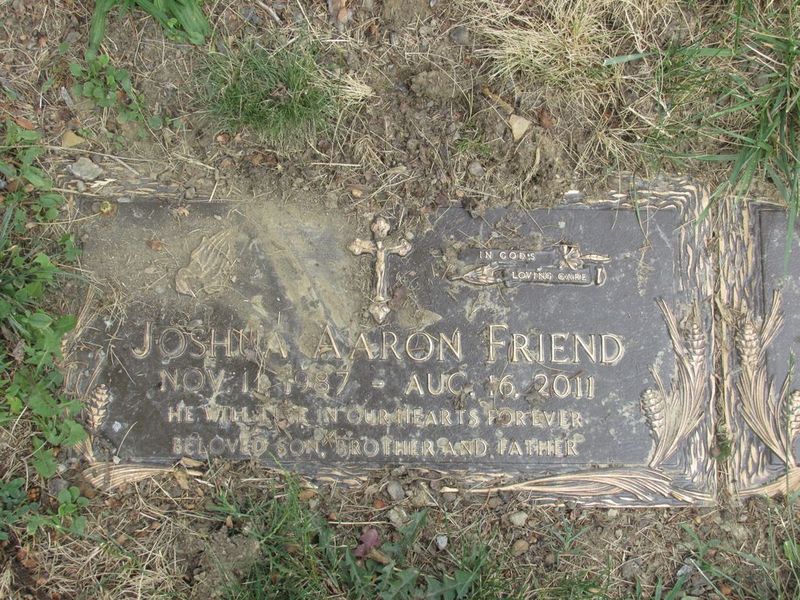 IN GOD'S
LOVING CARE
JOSHUA AARON FRIEND
NOV. 1987 - AUG. 16, 2011
HE WILL IN OUR HEARTS FOREVER
BELOVED SON, BROTHER AND FATHER